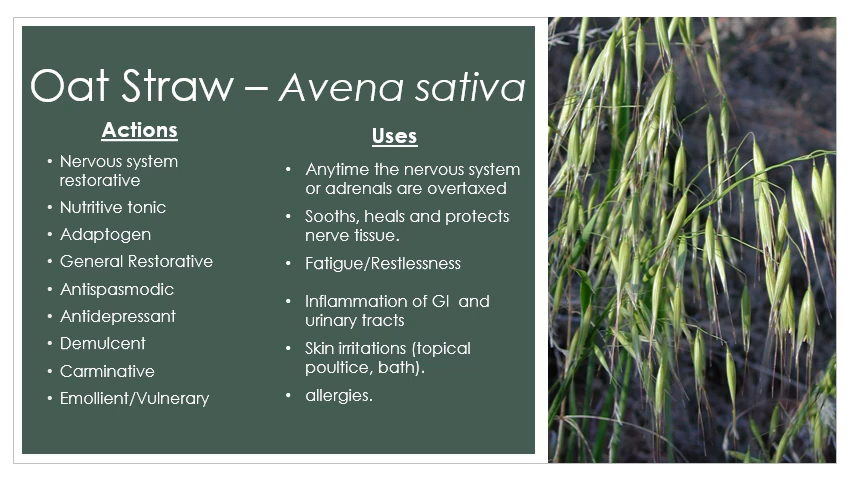 Oat Straw – Avena sativa
Actions
• Nervous system
restorative
• Nutritive tonic
• Adaptogen
• General Restorative
• Antispasmodic
• Antidepressant
• Demulcent
• Carminative
• Emollient/Vulnerary
Uses
• Anytime the nervous system
or adrenals are overtaxed
• Sooths, heals and protects
nerve tissue.
• Fatigue/Restlessness
• Inflammation of GI  and
urinary tracts
• Skin irritations (topical
poultice, bath).
• allergies.